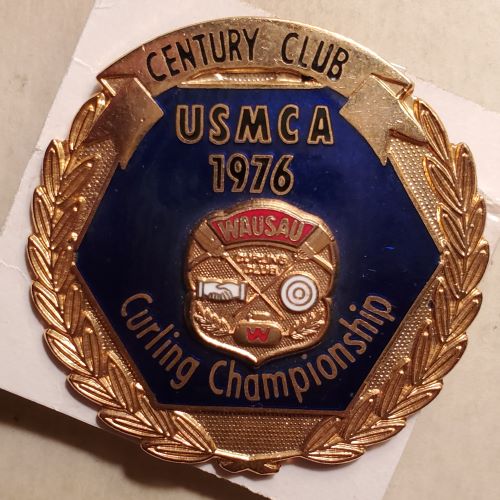 CENTURY CLUB
USMCA
1976
WAUSAU
CURLING
CLUB
W
Curling Championship